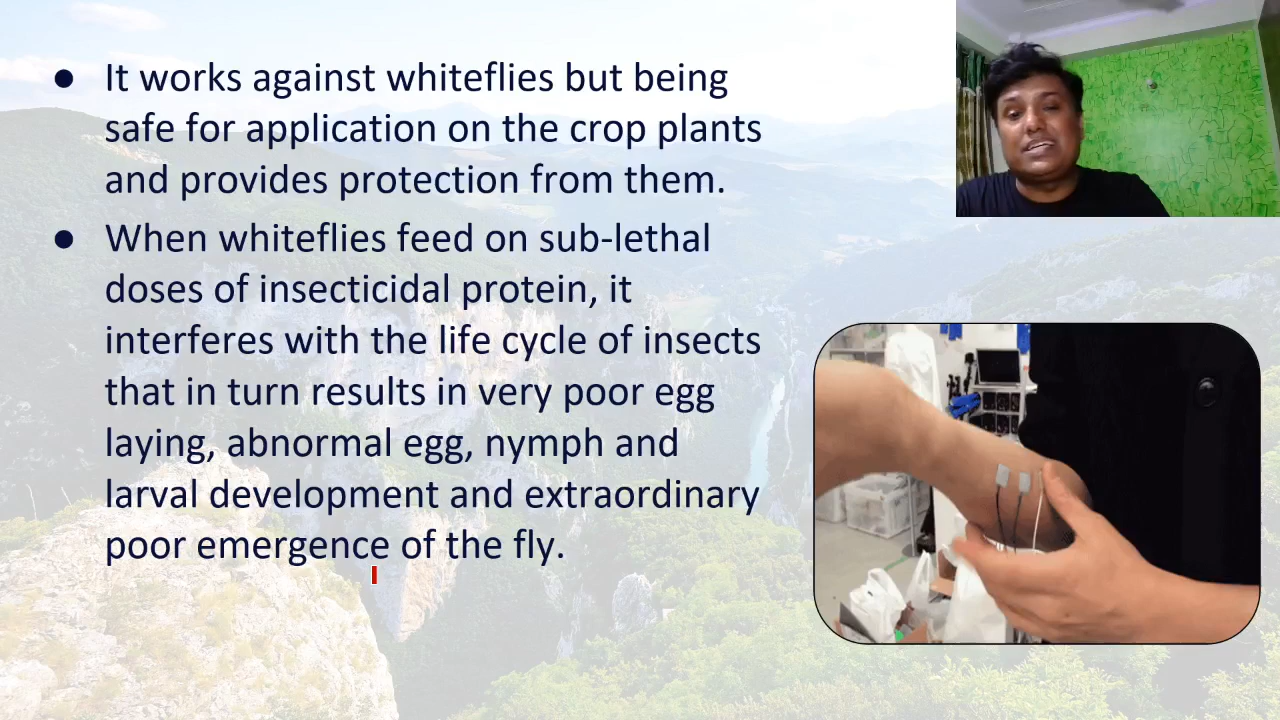 ● It works against whiteflies but being
safe for application on the crop plants
and provides protection from them.
● When whiteflies feed on sub-lethal
doses of insecticidal protein, it
interferes with the life cycle of insects
that in turn results in very poor egg
laying, abnormal egg, nymph and
larval development and extraordinary
poor emergence of the fly.